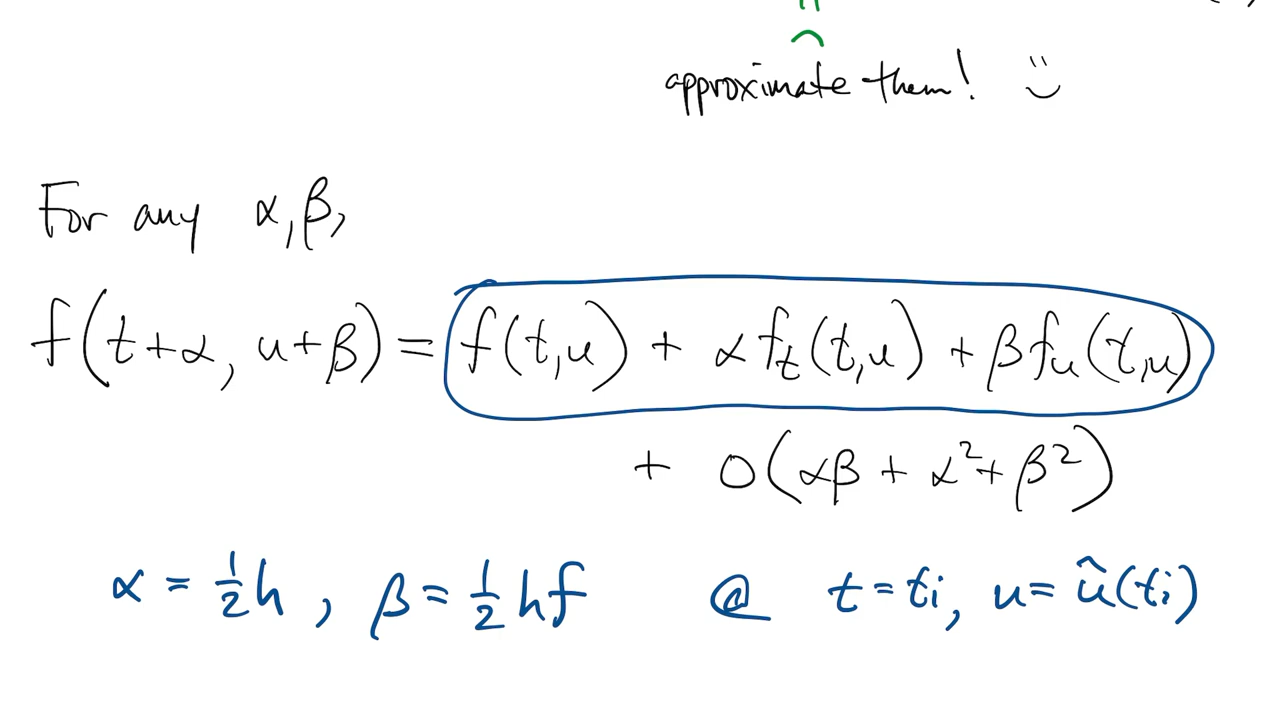 approximate them! ¨⌣
For any α, β,
f(t+α, u+β) = f(t,u) + α f_t(t,u) + β f_u(t,u)
+ O(αβ + α² + β²)
α = ½h, β = ½hf @ t = t_i, u = û(t_i)